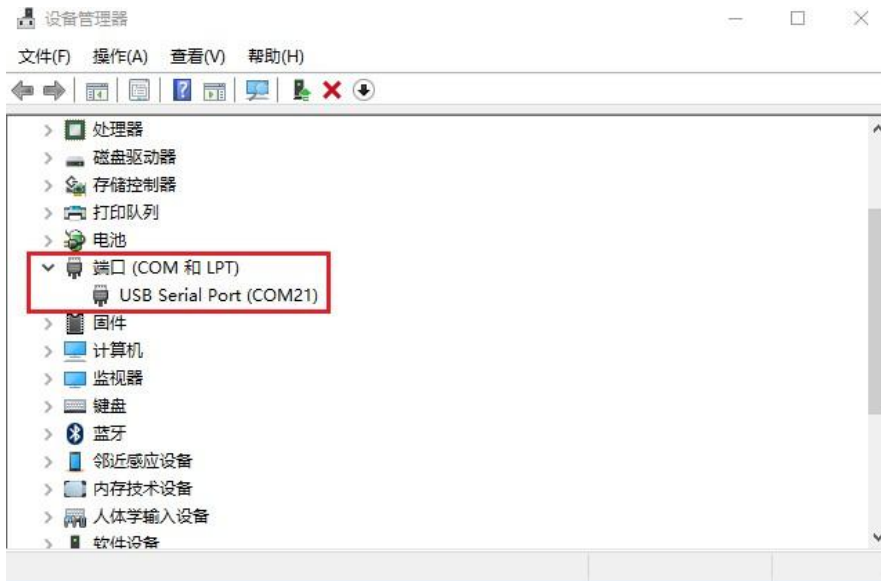 设备管理器
文件(F) 操作(A) 查看(V) 帮助(H)
处理器
磁盘驱动器
存储控制器
打印队列
电池
端口 (COM 和 LPT)
USB Serial Port (COM21)
固件
计算机
监视器
键盘
蓝牙
邻近感应设备
内存技术设备
人体学输入设备
软件设备